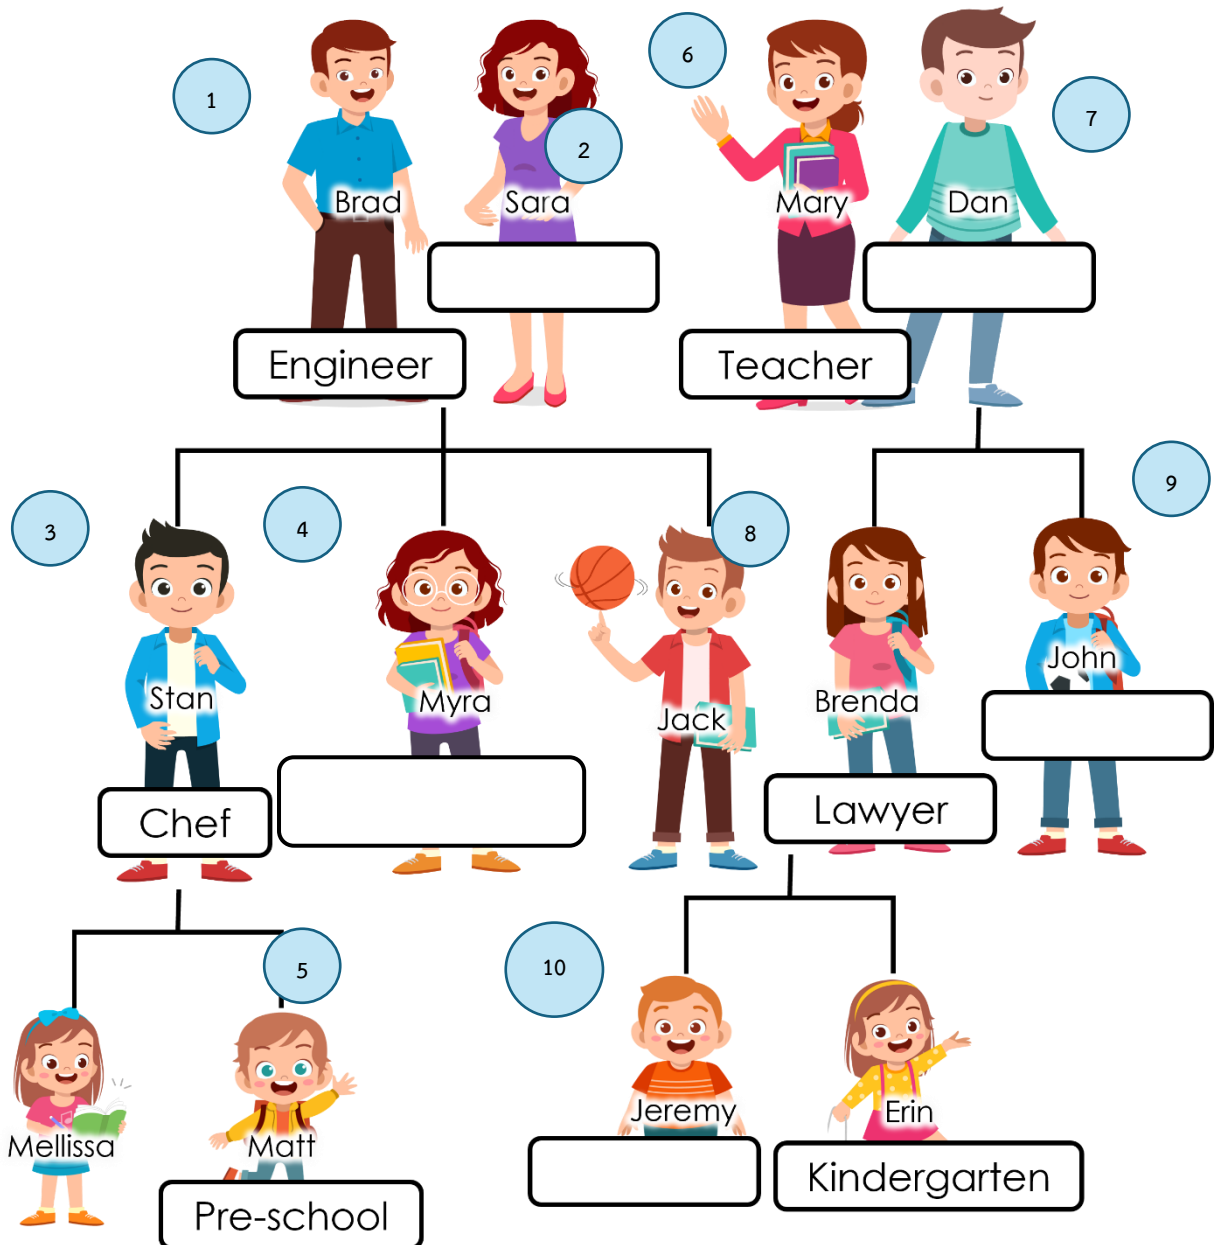 1
2
6
7
Brad
Sara
Mary
Dan
Engineer
Teacher
3
4
8
9
Stan
Myra
Jack
Brenda
John
Chef
Lawyer
5
10
Mellissa
Matt
Jeremy
Erin
Pre-school
Kindergarten